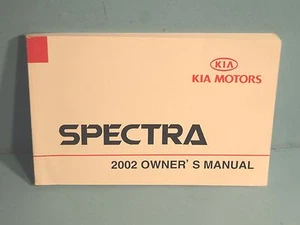 KIA
KIA MOTORS
SPECTRA
2002 OWNER'S MANUAL